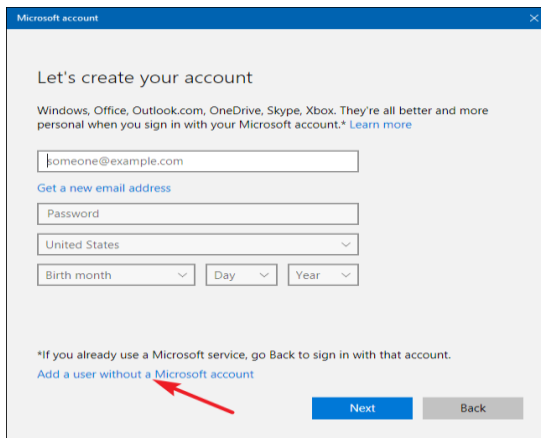 Microsoft account
Let's create your account
Windows, Office, Outlook.com, OneDrive, Skype, Xbox. They're all better and more
personal when you sign in with your Microsoft account.* Learn more
someone@example.com
Get a new email address
Password
United States
Birth month Day Year
*If you already use a Microsoft service, go Back to sign in with that account.
Add a user without a Microsoft account
Next Back